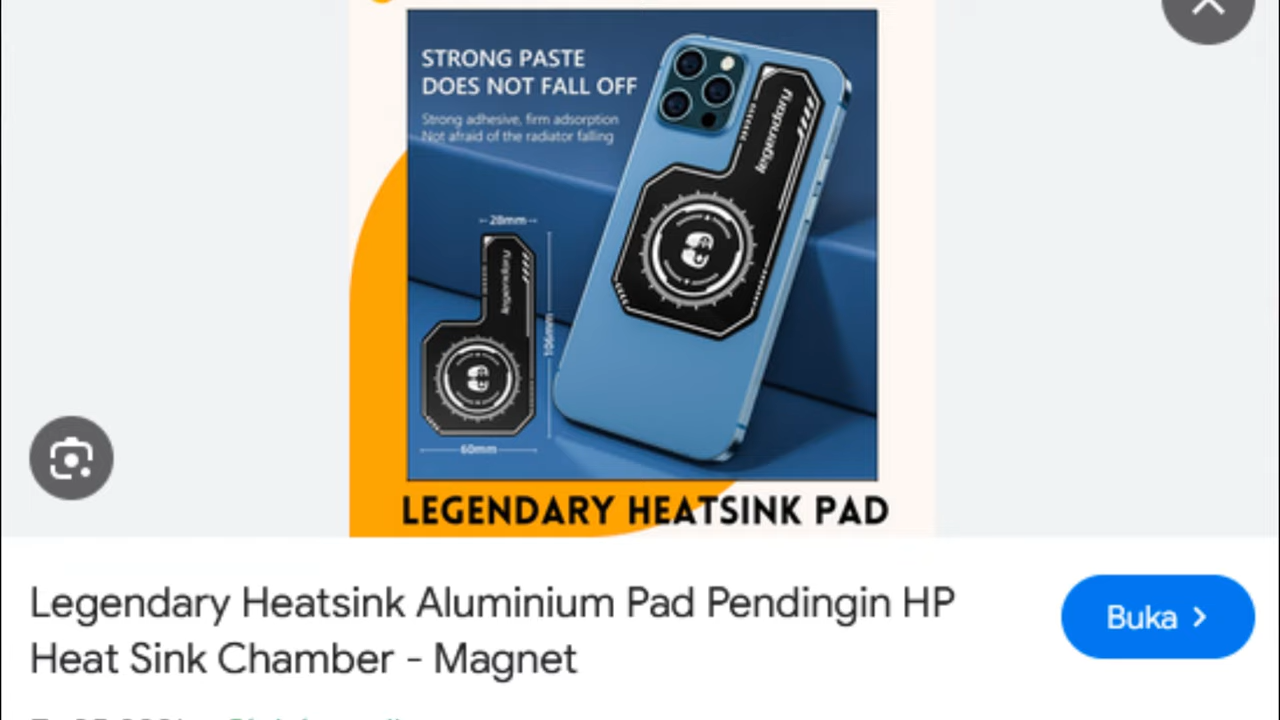 STRONG PASTE
DOES NOT FALL OFF
Strong adhesive, firm adsorption
Not afraid of the radiator falling
legendary
28mm
legendary
106mm
60mm
LEGENDARY HEATSINK PAD
Legendary Heatsink Aluminium Pad Pendingin HP
Heat Sink Chamber - Magnet
Buka